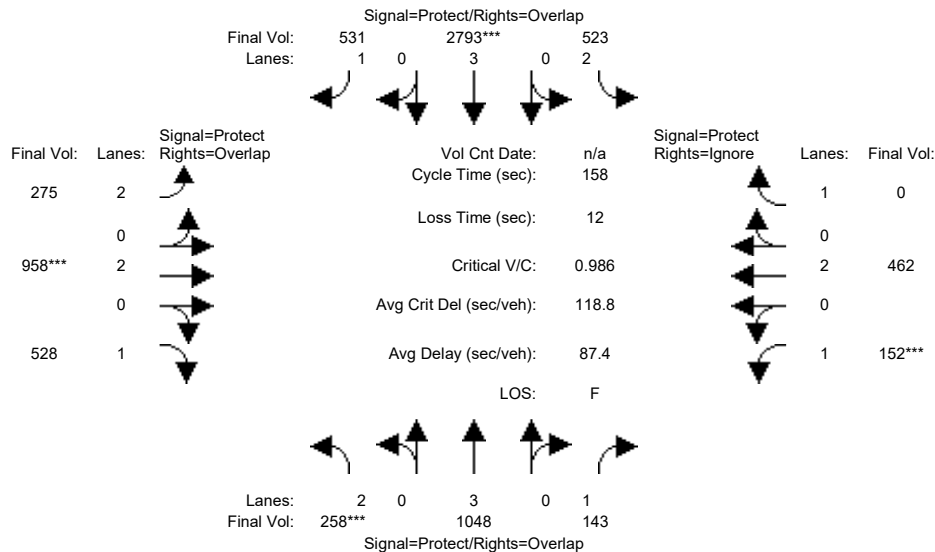 Signal=Protect/Rights=Overlap
Final Vol: 531 2793*** 523
Lanes: 1 0 3 0 2
Signal=Protect Signal=Protect
Final Vol: Lanes: Rights=Overlap Vol Cnt Date: n/a Rights=Ignore Lanes: Final Vol:
Cycle Time (sec): 158
275 2 1 0
Loss Time (sec): 12
0 0
958*** 2 Critical V/C: 0.986 2 462
0 Avg Crit Del (sec/veh): 118.8 0
528 1 Avg Delay (sec/veh): 87.4 1 152***
LOS: F
Lanes: 2 0 3 0 1
Final Vol: 258*** 1048 143
Signal=Protect/Rights=Overlap